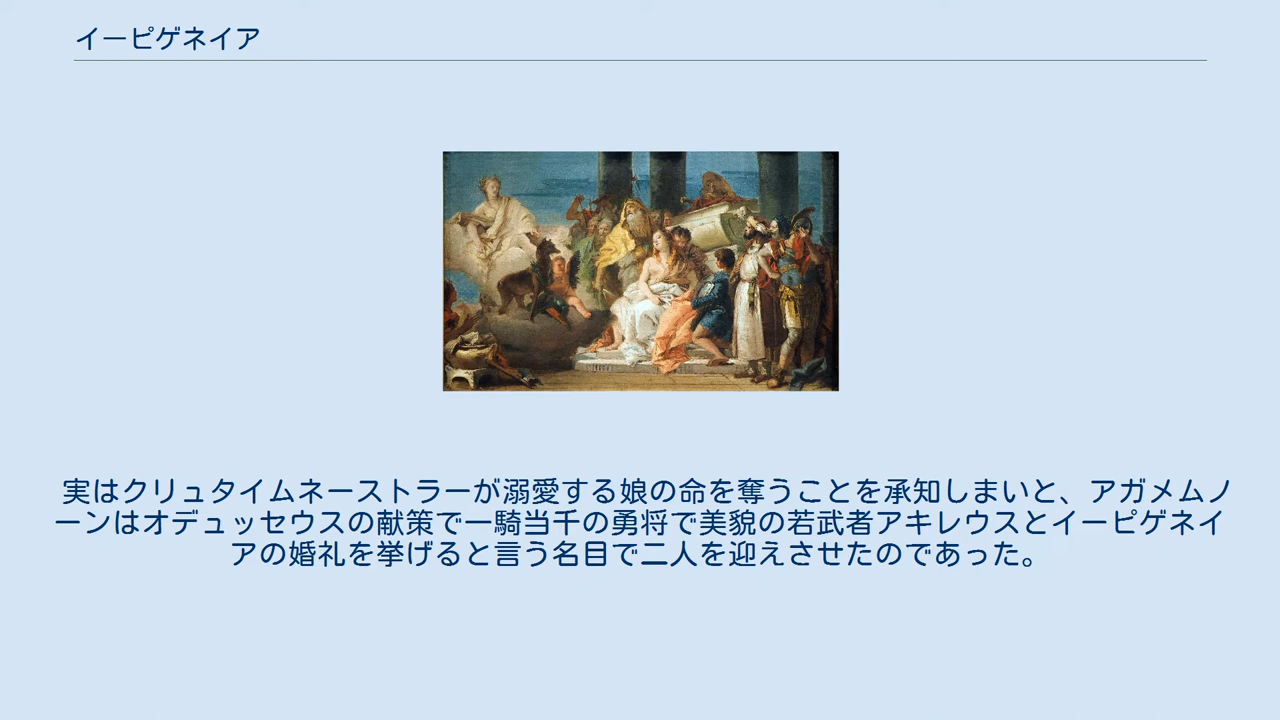 イーピゲネイア
実はクリュタイムネーストラーが溺愛する娘の命を奪うことを承知しまいと、アガメムノ
ーンはオデュッセウスの献策で一騎当千の勇将で美貌の若武者アキレウスとイーピゲネイ
アの婚礼を挙げると言う名目で二人を迎えさせたのであった。